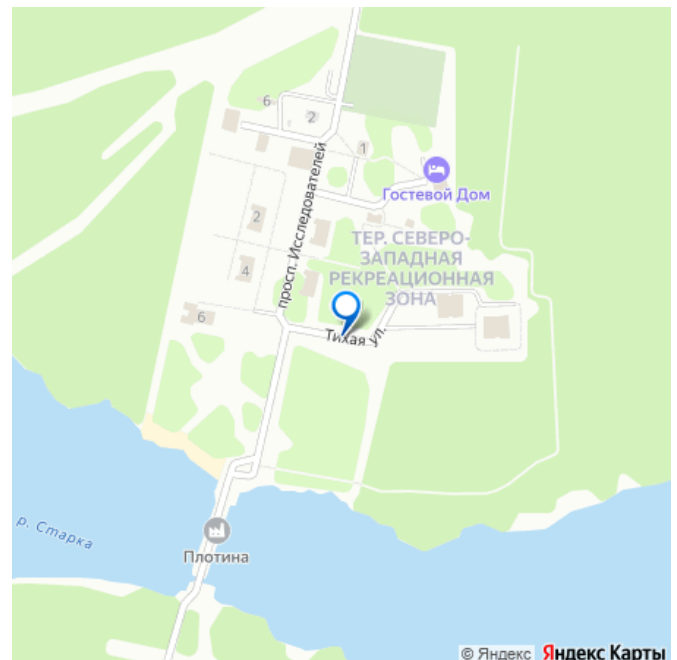 6
2
1
Гостевой Дом
просп. Исследователей
2
ТЕР. СЕВЕРО-
ЗАПАДНАЯ
РЕКРЕАЦИОННАЯ
ЗОНА
4
6
Тихая ул.
р. Старка
Плотина
© Яндекс Яндекс Карты